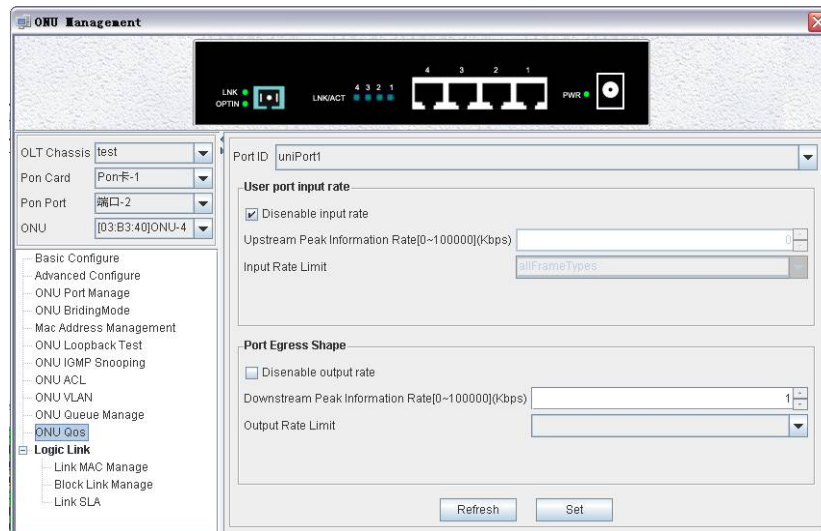 ONU Management
4 3 2 1
LNK
OPTIN
LNK/ACT
4 3 2 1
PWR
OLT Chassis test
Pon Card Pon卡-1
Pon Port 端口-2
ONU [03:B3:40]ONU-4
Basic Configure
Advanced Configure
ONU Port Manage
ONU BridingMode
Mac Address Management
ONU Loopback Test
ONU IGMP Snooping
ONU ACL
ONU VLAN
ONU Queue Manage
ONU Qos
Logic Link
Link MAC Manage
Block Link Manage
Link SLA
Port ID uniPort1
User port input rate
Disenable input rate
Upstream Peak Information Rate[0~100000](Kbps) 0
Input Rate Limit allFrameTypes
Port Egress Shape
Disenable output rate
Downstream Peak Information Rate[0~100000](Kbps) 1
Output Rate Limit
Refresh Set